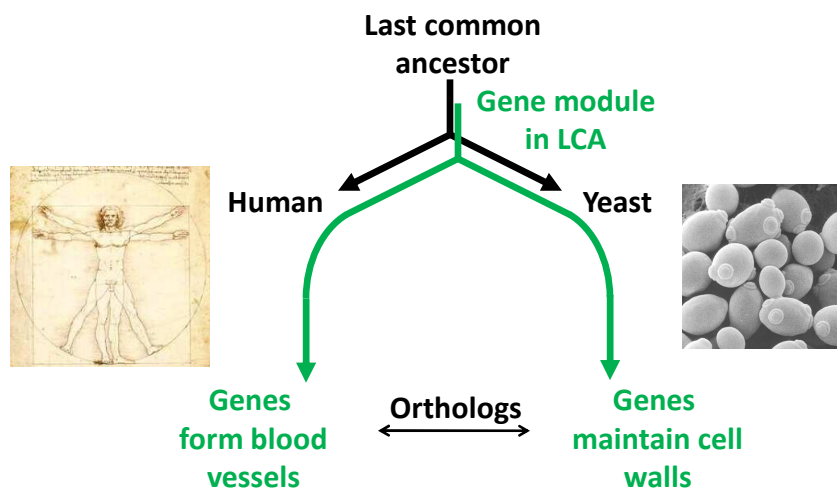 Last common
ancestor
Gene module
in LCA
Human
Yeast
Genes
form blood
vessels
Orthologs
Genes
maintain cell
walls